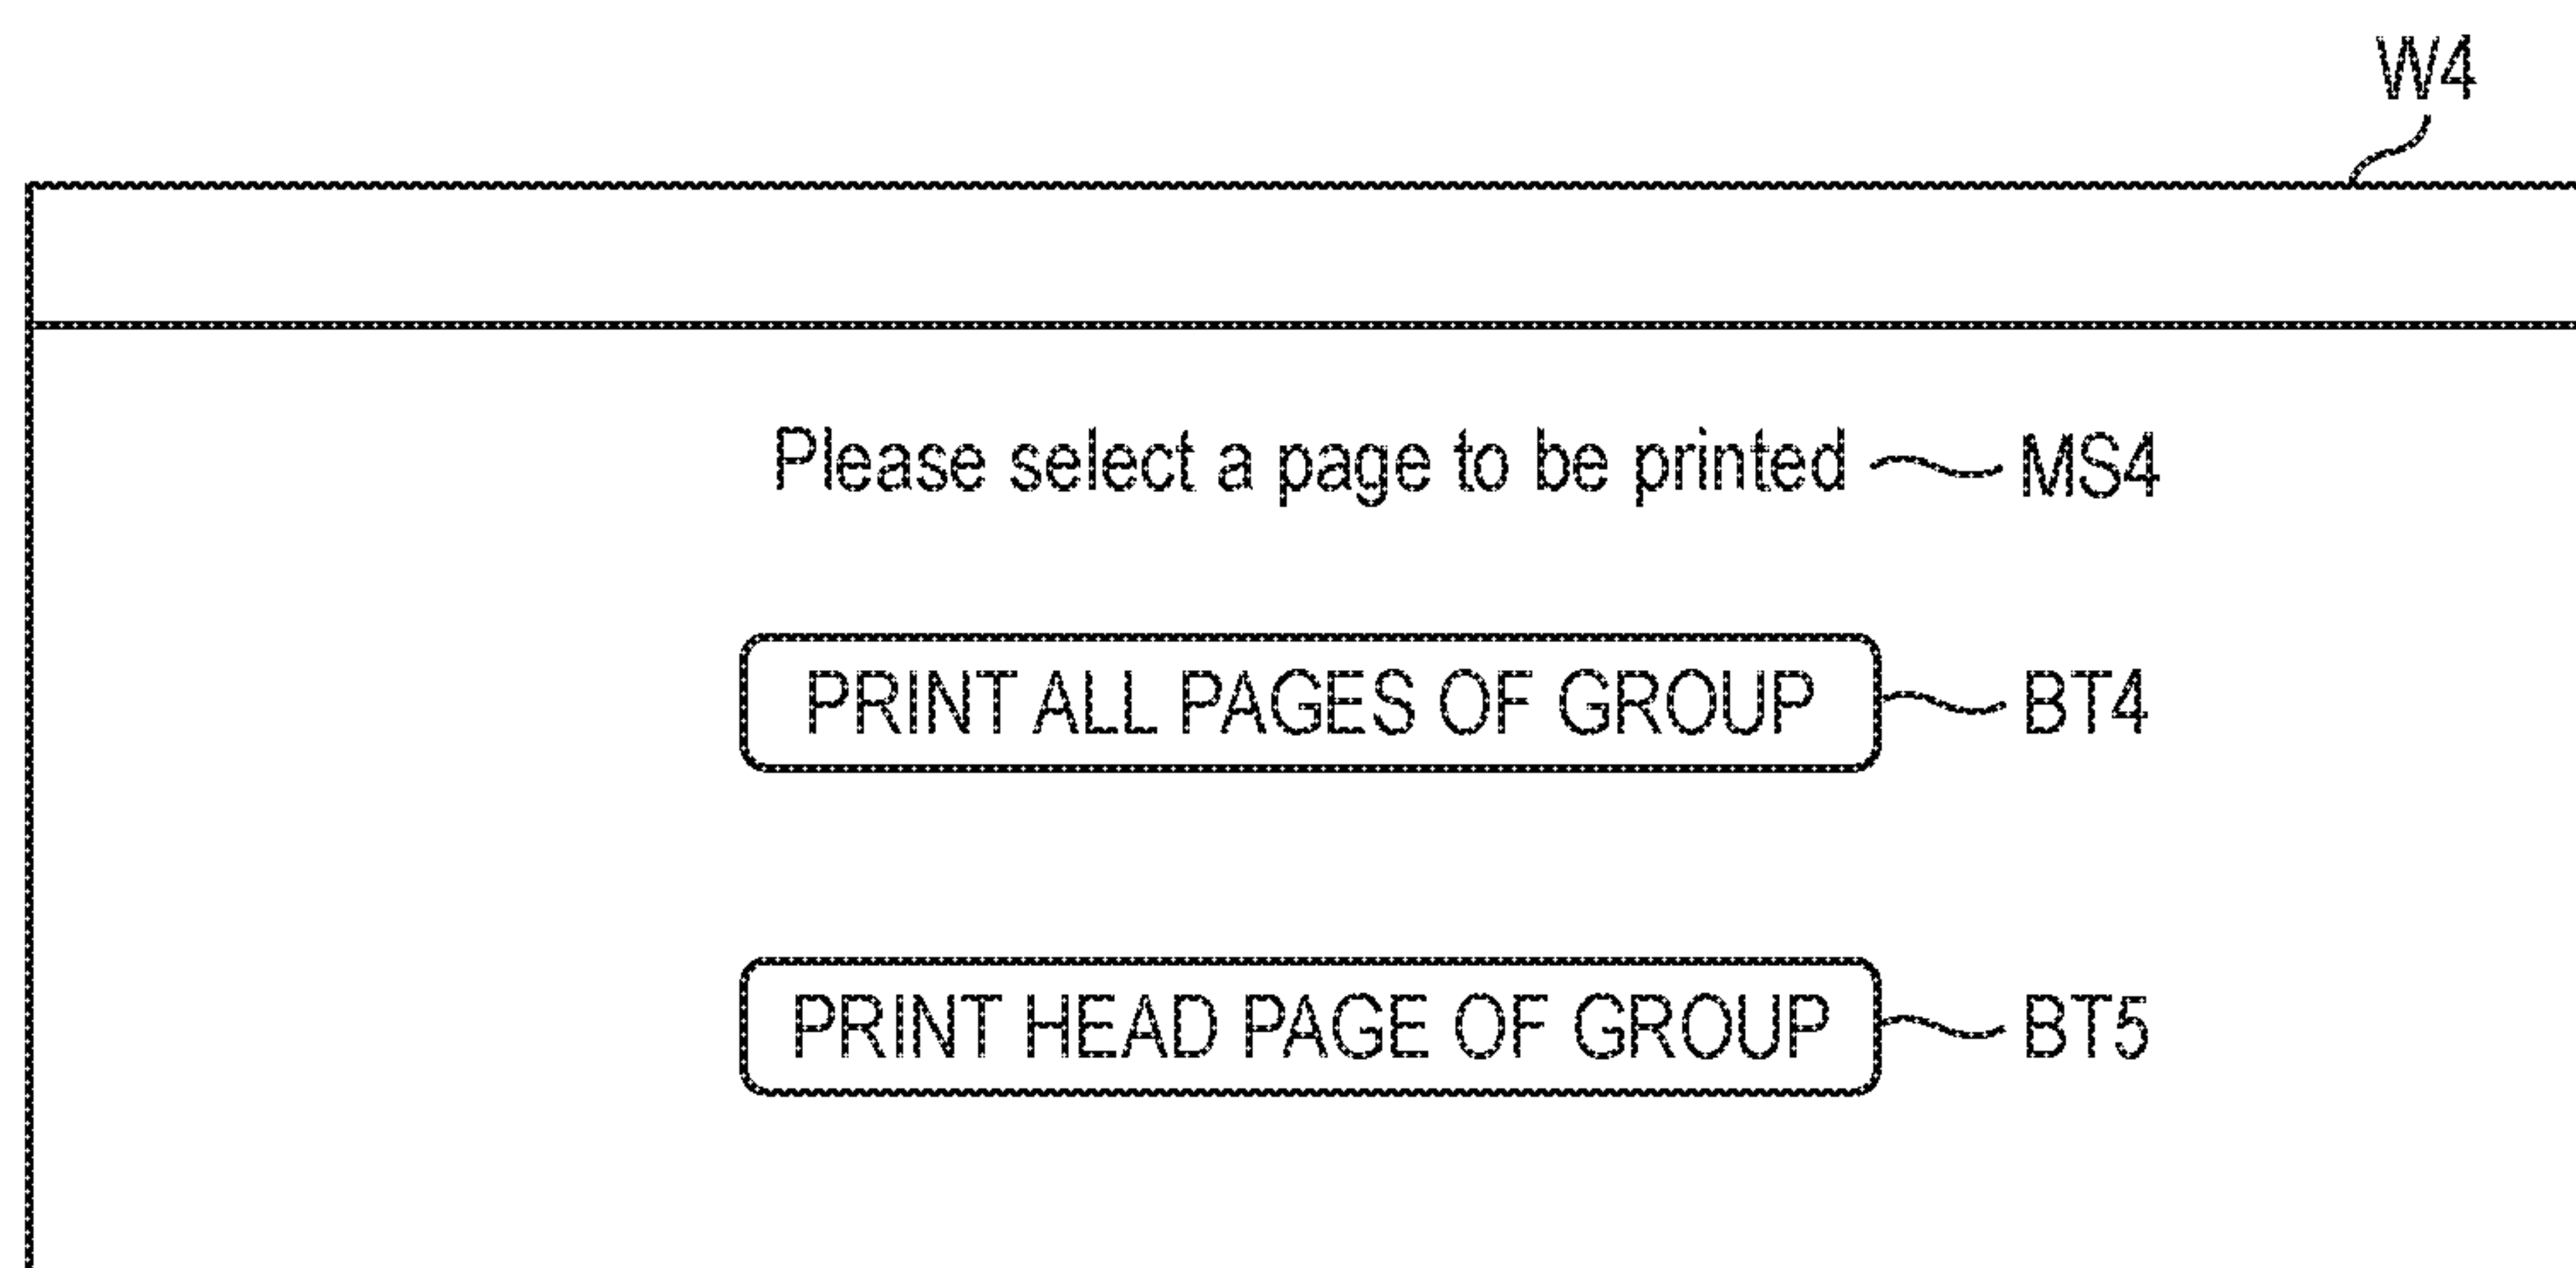 W4
Please select a page to be printed MS4
PRINT ALL PAGES OF GROUP BT4
PRINT HEAD PAGE OF GROUP BT5